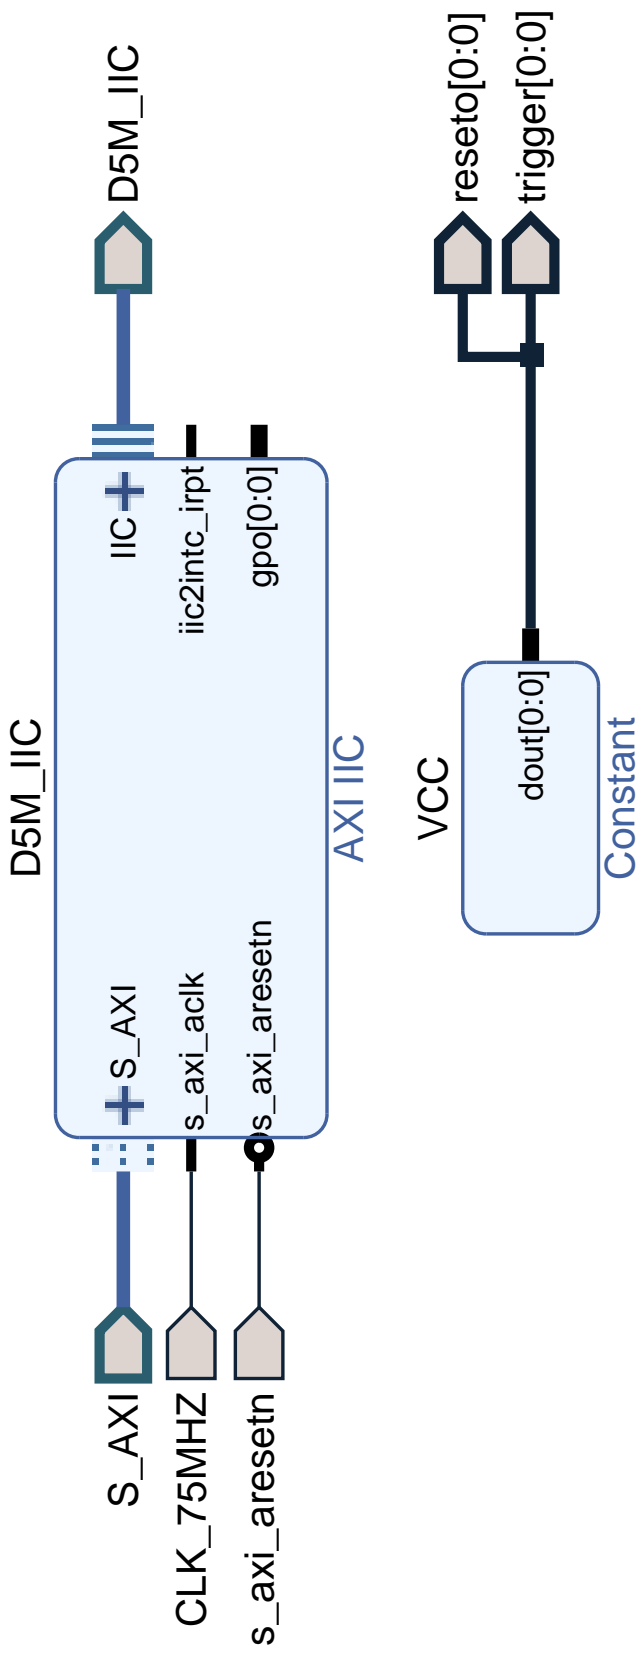 D5M_IIC
S_AXI
S_AXI
IIC
D5M_IIC
CLK_75MHZ
s_axi_aclk
iic2intc_irpt
s_axi_aresetn
s_axi_aresetn
gpo[0:0]
AXI IIC
VCC
reseto[0:0]
dout[0:0]
trigger[0:0]
Constant